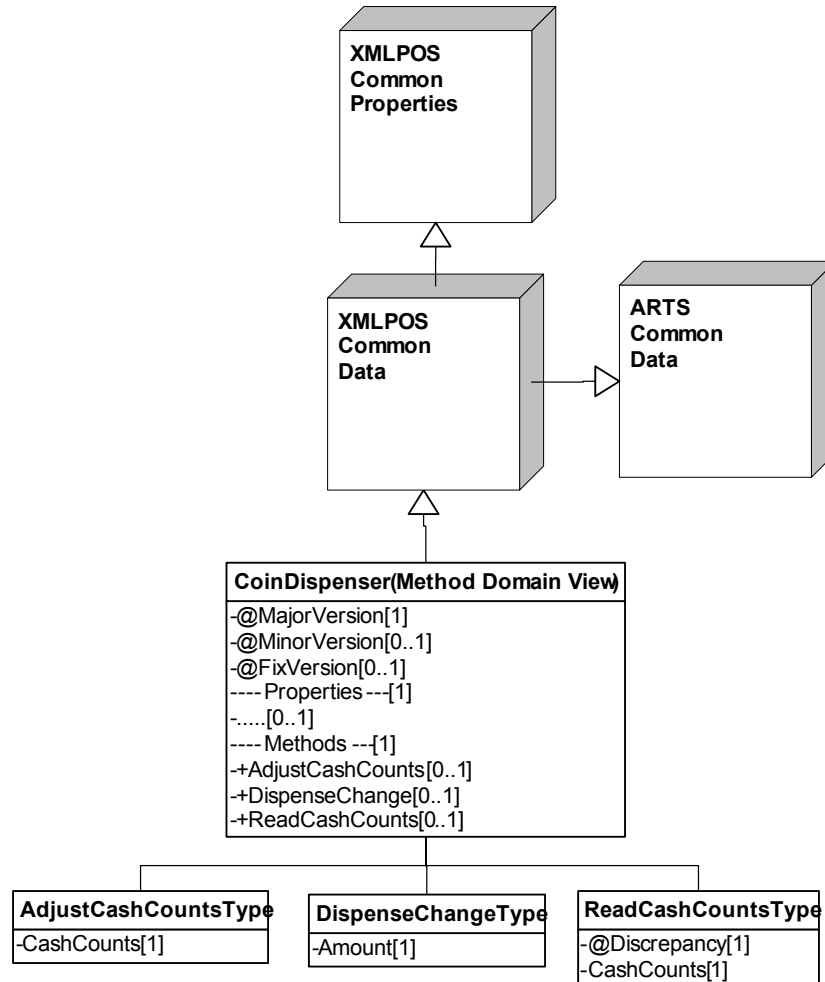 XMLPOS
Common
Properties
XMLPOS
Common
Data
ARTS
Common
Data
CoinDispenser(Method Domain View)
-@MajorVersion[1]
-@MinorVersion[0..1]
-@FixVersion[0..1]
---- Properties ---[1]
-.....[0..1]
---- Methods ---[1]
-+AdjustCashCounts[0..1]
-+DispenseChange[0..1]
-+ReadCashCounts[0..1]
AdjustCashCountsType
-CashCounts[1]
DispenseChangeType
-Amount[1]
ReadCashCountsType
-@Discrepancy[1]
-CashCounts[1]